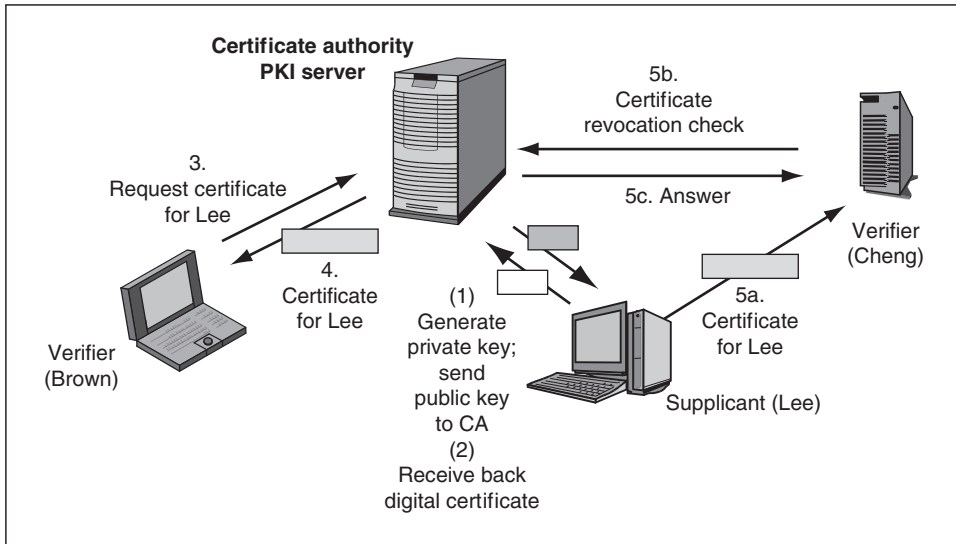 Certificate authority
PKI server
5b.
Certificate
revocation check
3.
Request certificate
for Lee
5c. Answer
Verifier
(Cheng)
4.
Certificate
for Lee
(1)
Generate
private key;
send
public key
to CA
(2)
Receive back
digital certificate
5a.
Certificate
for Lee
Verifier
(Brown)
Supplicant (Lee)